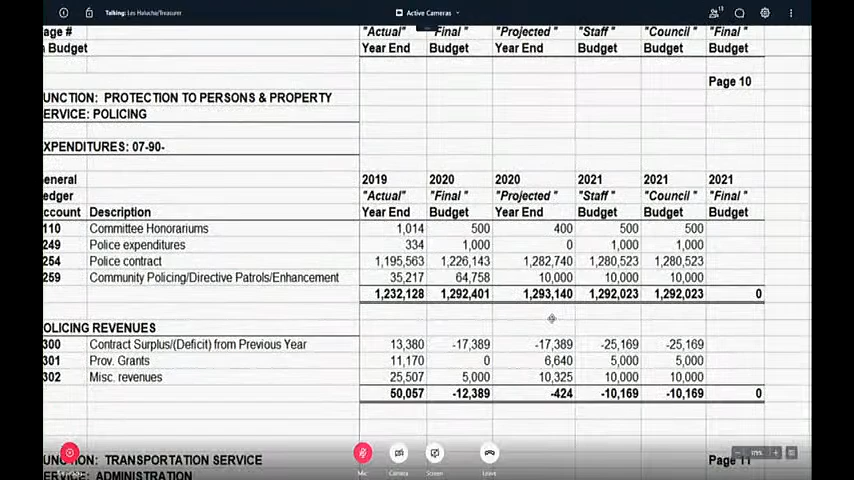 Talking: Les Halucha/Treasurer
Active Cameras
13
age # "Actual" "Final" "Projected" "Staff" "Council" "Final"
Budget Year End Budget Year End Budget Budget Budget
Page 10
UNCTION: PROTECTION TO PERSONS & PROPERTY
ERVICE: POLICING
XPENDITURES: 07-90-
eneral 2019 2020 2020 2021 2021 2021
edger "Actual" "Final" "Projected" "Staff" "Council" "Final"
ccount Description Year End Budget Year End Budget Budget Budget
110 Committee Honorariums 1,014 500 400 500 500
249 Police expenditures 334 1,000 0 1,000 1,000
254 Police contract 1,195,563 1,226,143 1,282,740 1,280,523 1,280,523
259 Community Policing/Directive Patrols/Enhancement 35,217 64,758 10,000 10,000 10,000
1,232,128 1,292,401 1,293,140 1,292,023 1,292,023 0
OLICING REVENUES
300 Contract Surplus/(Deficit) from Previous Year 13,380 -17,389 -17,389 -25,169 -25,169
301 Prov. Grants 11,170 0 6,640 5,000 5,000
302 Misc. revenues 25,507 5,000 10,325 10,000 10,000
50,057 -12,389 -424 -10,169 -10,169 0
UNCTION: TRANSPORTATION SERVICE Page 11
ERVICE: ADMINISTRATION
Mic Camera Screen Leave